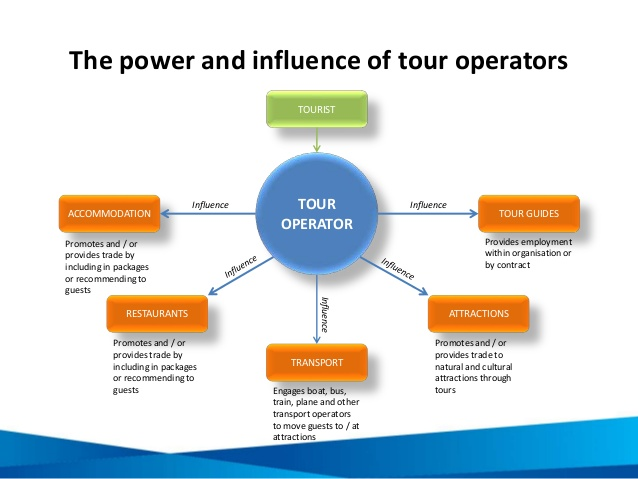 The power and influence of tour operators
TOURIST
TOUR
OPERATOR
Influence
ACCOMMODATION
Promotes and / or
provides trade by
including in packages
or recommending to
guests
Influence
TOUR GUIDES
Provides employment
within organisation or
by contract
Influence
RESTAURANTS
Promotes and / or
provides trade by
including in packages
or recommending to
guests
Influence
TRANSPORT
Engages boat, bus,
train, plane and other
transport operators
to move guests to / at
attractions
Influence
ATTRACTIONS
Promotes and / or
provides trade to
natural and cultural
attractions through
tours